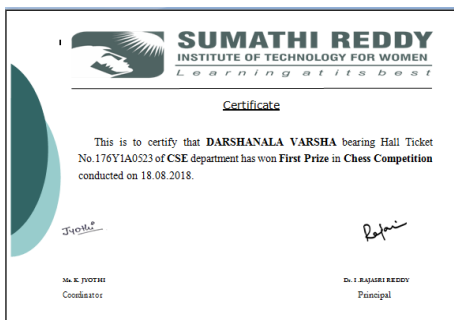 SUMATHI REDDY
INSTITUTE OF TECHNOLOGY FOR WOMEN
Learning at its best
Certificate
This is to certify that DARSHANALA VARSHA bearing Hall Ticket
No.176Y1A0523 of CSE department has won First Prize in Chess Competition
conducted on 18.08.2018.
Jyothi
Ms. K. JYOTHI
Dr. I .RAJASRI REDDY
Coordinator
Principal